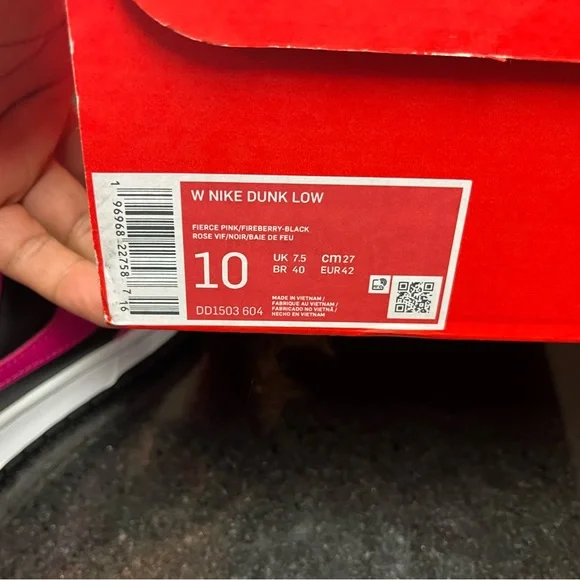 W NIKE DUNK LOW
FIERCE PINK/FIREBERRY-BLACK
ROSE VIF/NOIR/BAIE DE FEU
10
UK 7.5 cm 27
BR 40 EUR 42
DD1503 604
MADE IN VIETNAM /
FABRIQUE AU VIETNAM /
FABRICADO NO VIETNÃ /
HECHO EN VIETNAM
1 96968 22758 7 16